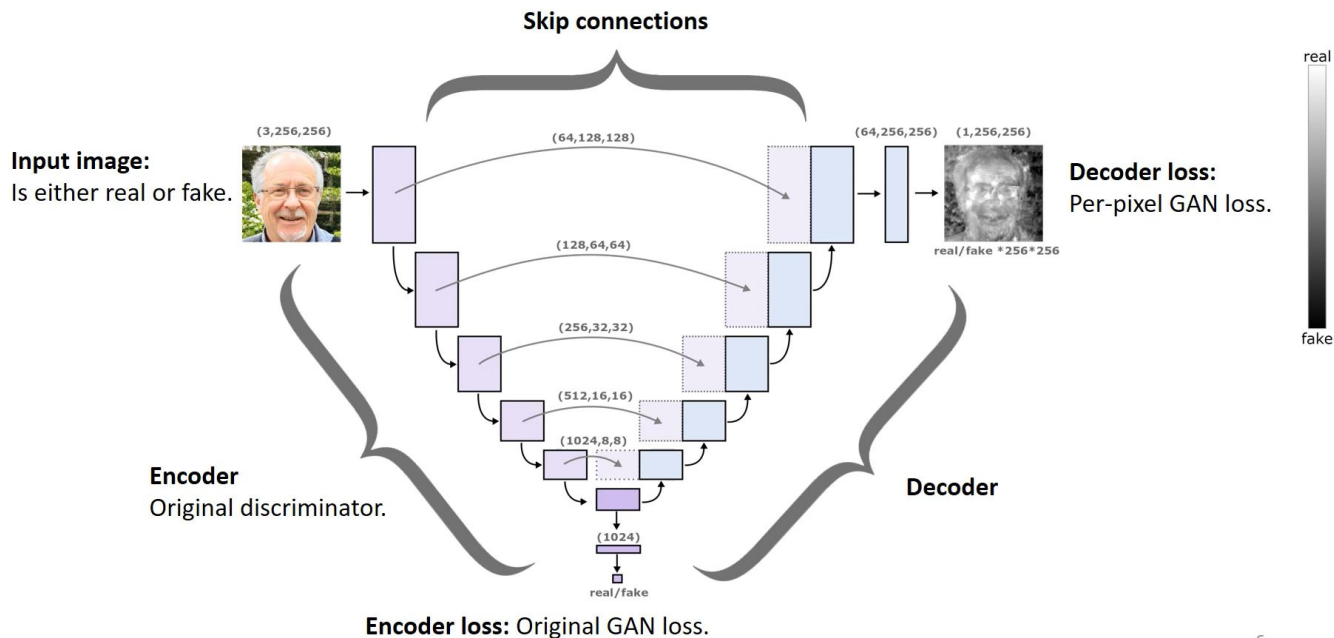 Skip connections
real
(3,256,256)
(64,128,128)
(64,256,256)
(1,256,256)
Input image:
Is either real or fake.
Decoder loss:
Per-pixel GAN loss.
(128,64,64)
real/fake *256*256
(256,32,32)
fake
(512,16,16)
(1024,8,8)
Encoder
Original discriminator.
Decoder
(1024)
real/fake
Encoder loss: Original GAN loss.